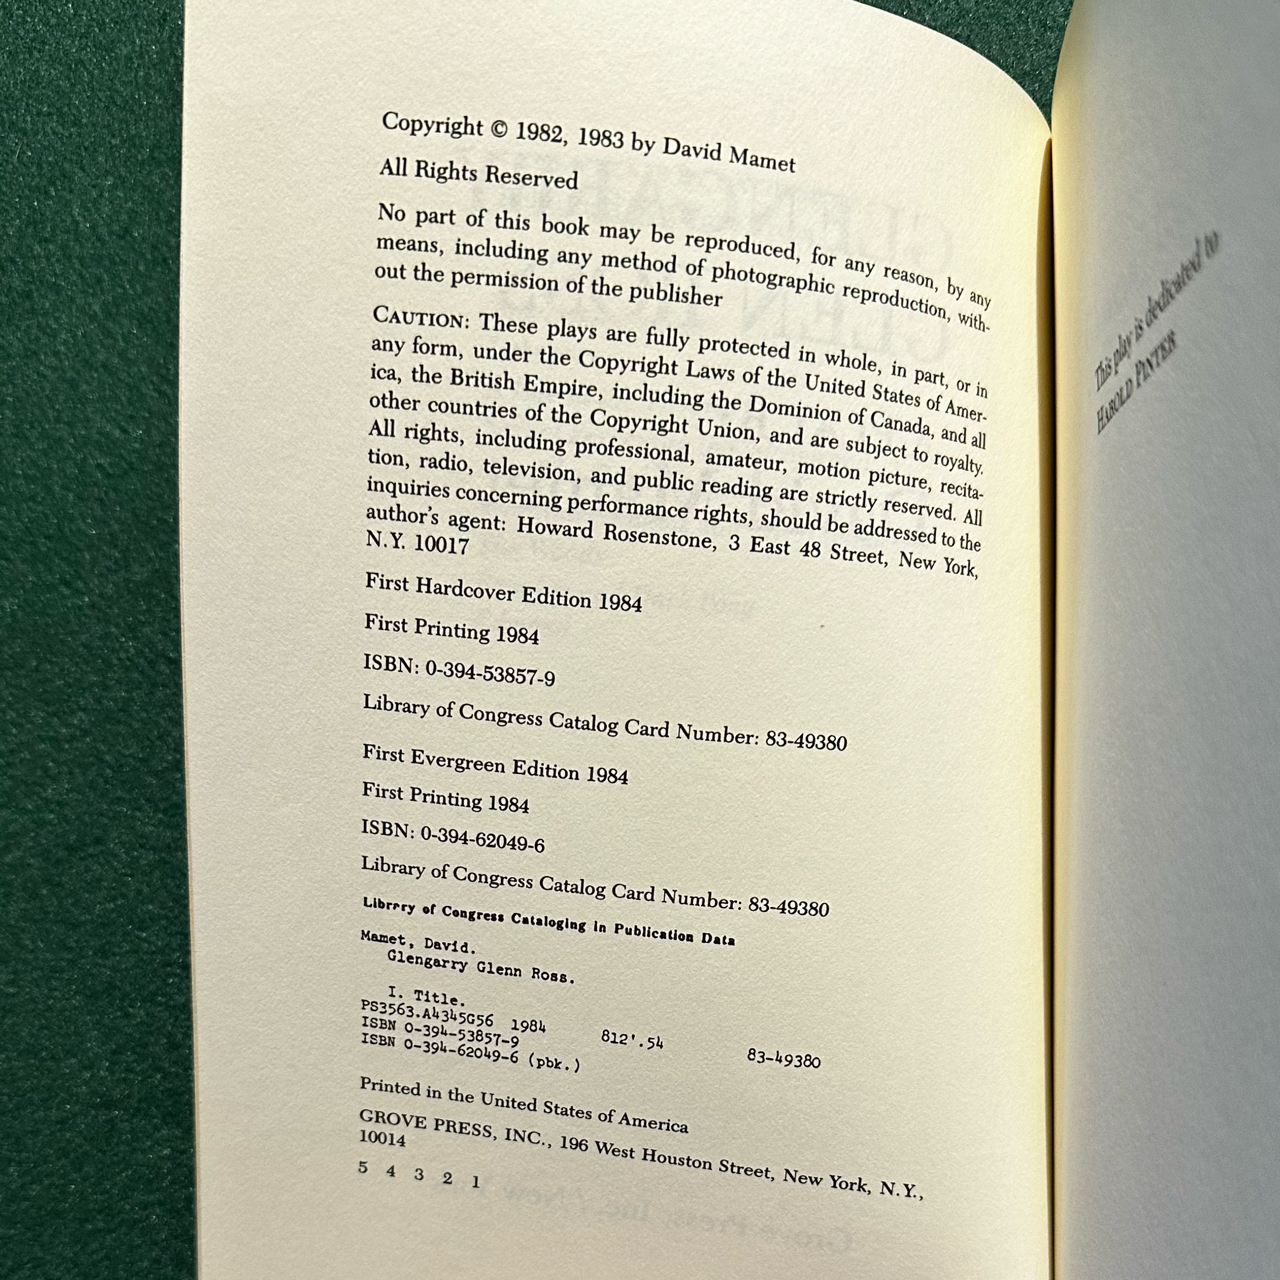 Copyright © 1982, 1983 by David Mamet
All Rights Reserved
No part of this book may be reproduced, for any reason, by any
means, including any method of photographic reproduction, with-
out the permission of the publisher
CAUTION: These plays are fully protected in whole, in part, or in
any form, under the Copyright Laws of the United States of Amer-
ica, the British Empire, including the Dominion of Canada, and all
other countries of the Copyright Union, and are subject to royalty.
All rights, including professional, amateur, motion picture, recita-
tion, radio, television, and public reading are strictly reserved. All
inquiries concerning performance rights, should be addressed to the
author's agent: Howard Rosenstone, 3 East 48 Street, New York,
N.Y. 10017
First Hardcover Edition 1984
First Printing 1984
ISBN: 0-394-53857-9
Library of Congress Catalog Card Number: 83-49380
First Evergreen Edition 1984
First Printing 1984
ISBN: 0-394-62049-6
Library of Congress Catalog Card Number: 83-49380
Library of Congress Cataloging in Publication Data
Mamet, David.
Glengarry Glenn Ross.
I. Title.
PS3563.A4345G56 1984 812'.54 83-49380
ISBN 0-394-53857-9
ISBN 0-394-62049-6 (pbk.)
Printed in the United States of America
GROVE PRESS, INC., 196 West Houston Street, New York, N.Y.,
10014
5 4 3 2 1
This play is dedicated to
HAROLD PINTER